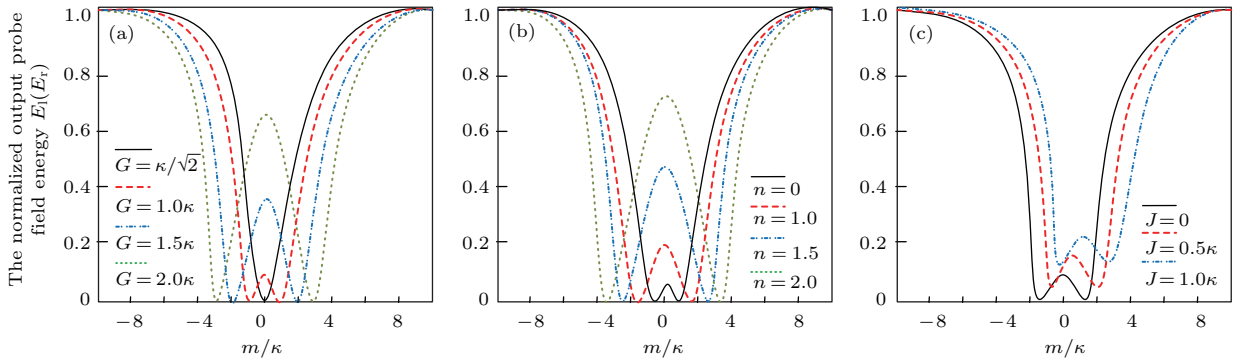 The normalized output probe
field energy E_l(E_r)
(a)
1.0
0.8
0.6
0.4
0.2
0
G=κ/√2
G=1.0κ
G=1.5κ
G=2.0κ
−8 −4 0 4 8
m/κ
(b)
1.0
0.8
0.6
0.4
0.2
0
n=0
n=1.0
n=1.5
n=2.0
−8 −4 0 4 8
m/κ
(c)
1.0
0.8
0.6
0.4
0.2
0
J=0
J=0.5κ
J=1.0κ
−8 −4 0 4 8
m/κ